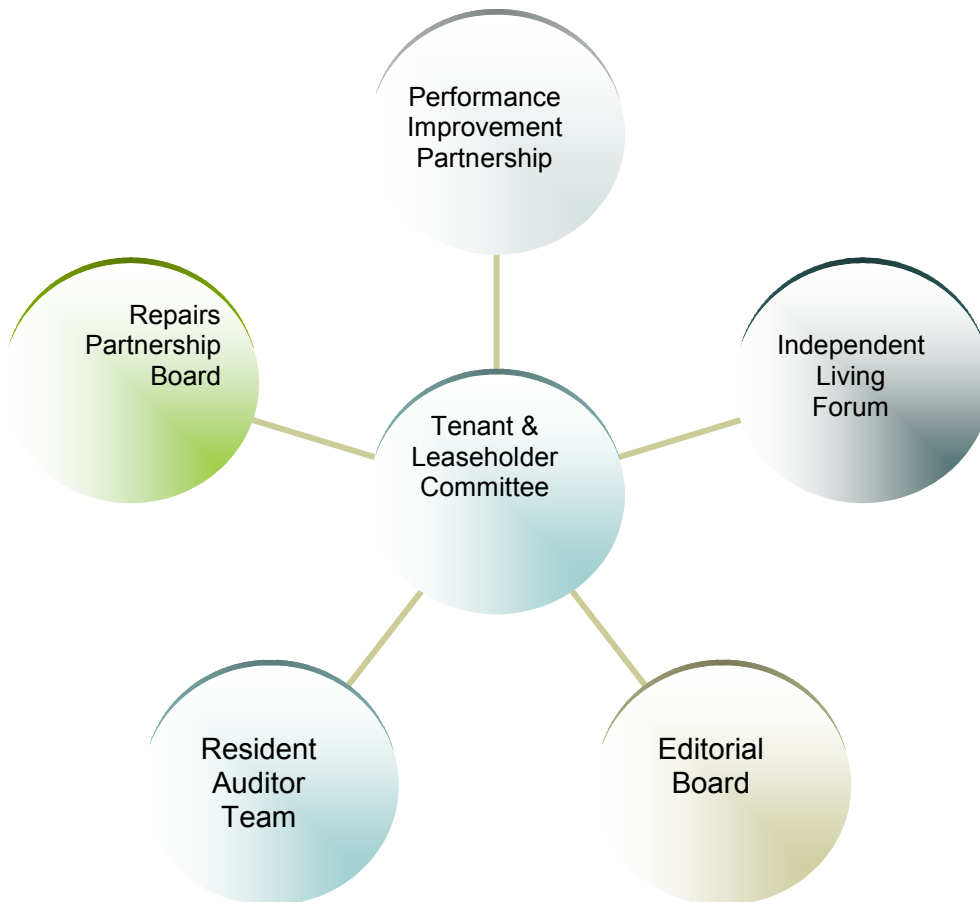 Performance
Improvement
Partnership
Repairs
Partnership
Board
Independent
Living
Forum
Tenant &
Leaseholder
Committee
Resident
Auditor
Team
Editorial
Board